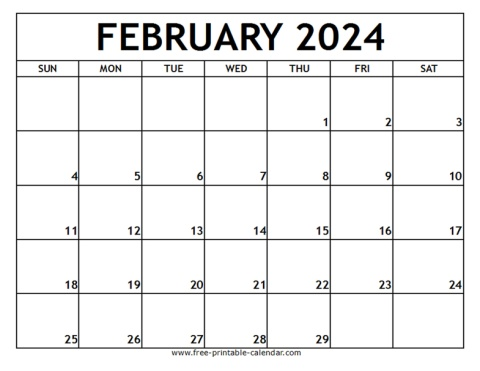 FEBRUARY 2024
SUN MON TUE WED THU FRI SAT
1 2 3
4 5 6 7 8 9 10
11 12 13 14 15 16 17
18 19 20 21 22 23 24
25 26 27 28 29
www.free-printable-calendar.com